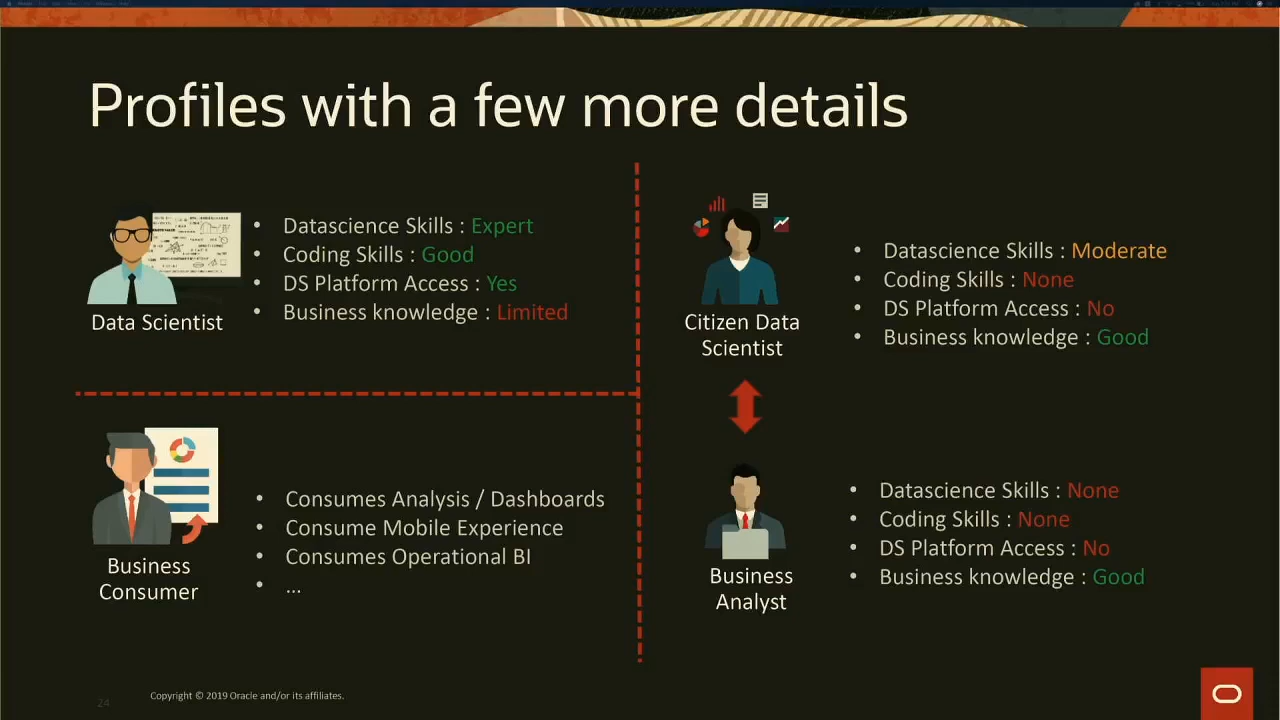 Profiles with a few more details
• Datascience Skills : Expert
• Coding Skills : Good
• DS Platform Access : Yes
• Business knowledge : Limited
Data Scientist
• Datascience Skills : Moderate
• Coding Skills : None
• DS Platform Access : No
• Business knowledge : Good
Citizen Data
Scientist
• Consumes Analysis / Dashboards
• Consume Mobile Experience
• Consumes Operational BI
• ...
Business
Consumer
• Datascience Skills : None
• Coding Skills : None
• DS Platform Access : No
• Business knowledge : Good
Business
Analyst
24
Copyright © 2019 Oracle and/or its affiliates.